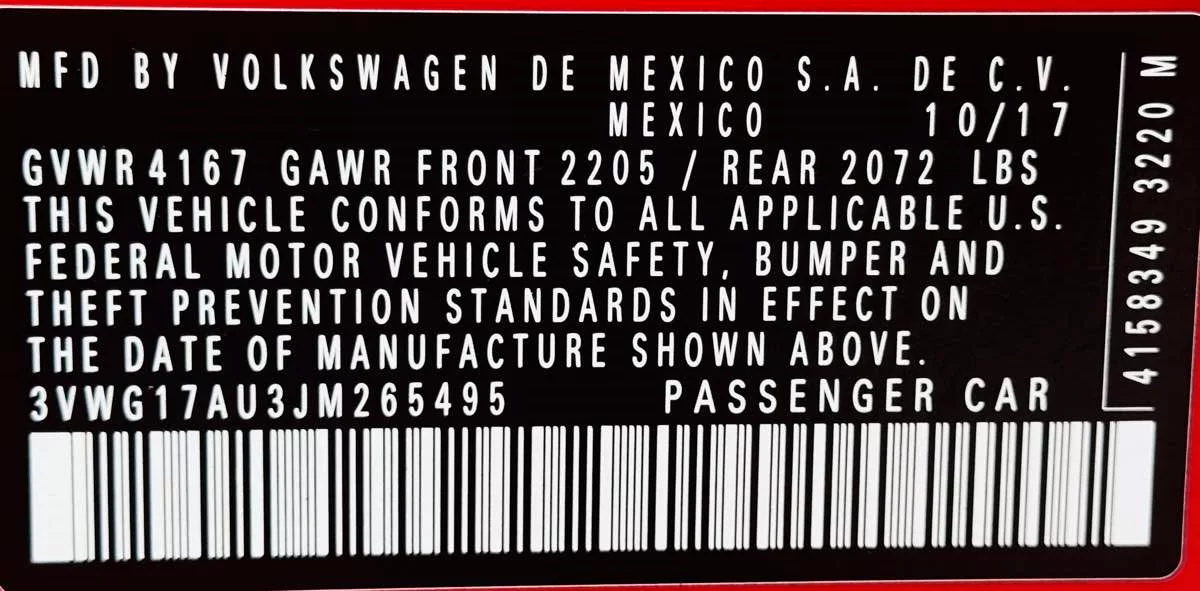 MFD BY VOLKSWAGEN DE MEXICO S.A. DE C.V.
MEXICO 10/17
GVWR 4167 GAWR FRONT 2205 / REAR 2072 LBS
THIS VEHICLE CONFORMS TO ALL APPLICABLE U.S.
FEDERAL MOTOR VEHICLE SAFETY, BUMPER AND
THEFT PREVENTION STANDARDS IN EFFECT ON
THE DATE OF MANUFACTURE SHOWN ABOVE.
3VWG17AU3JM265495 PASSENGER CAR
4158349 3220 M